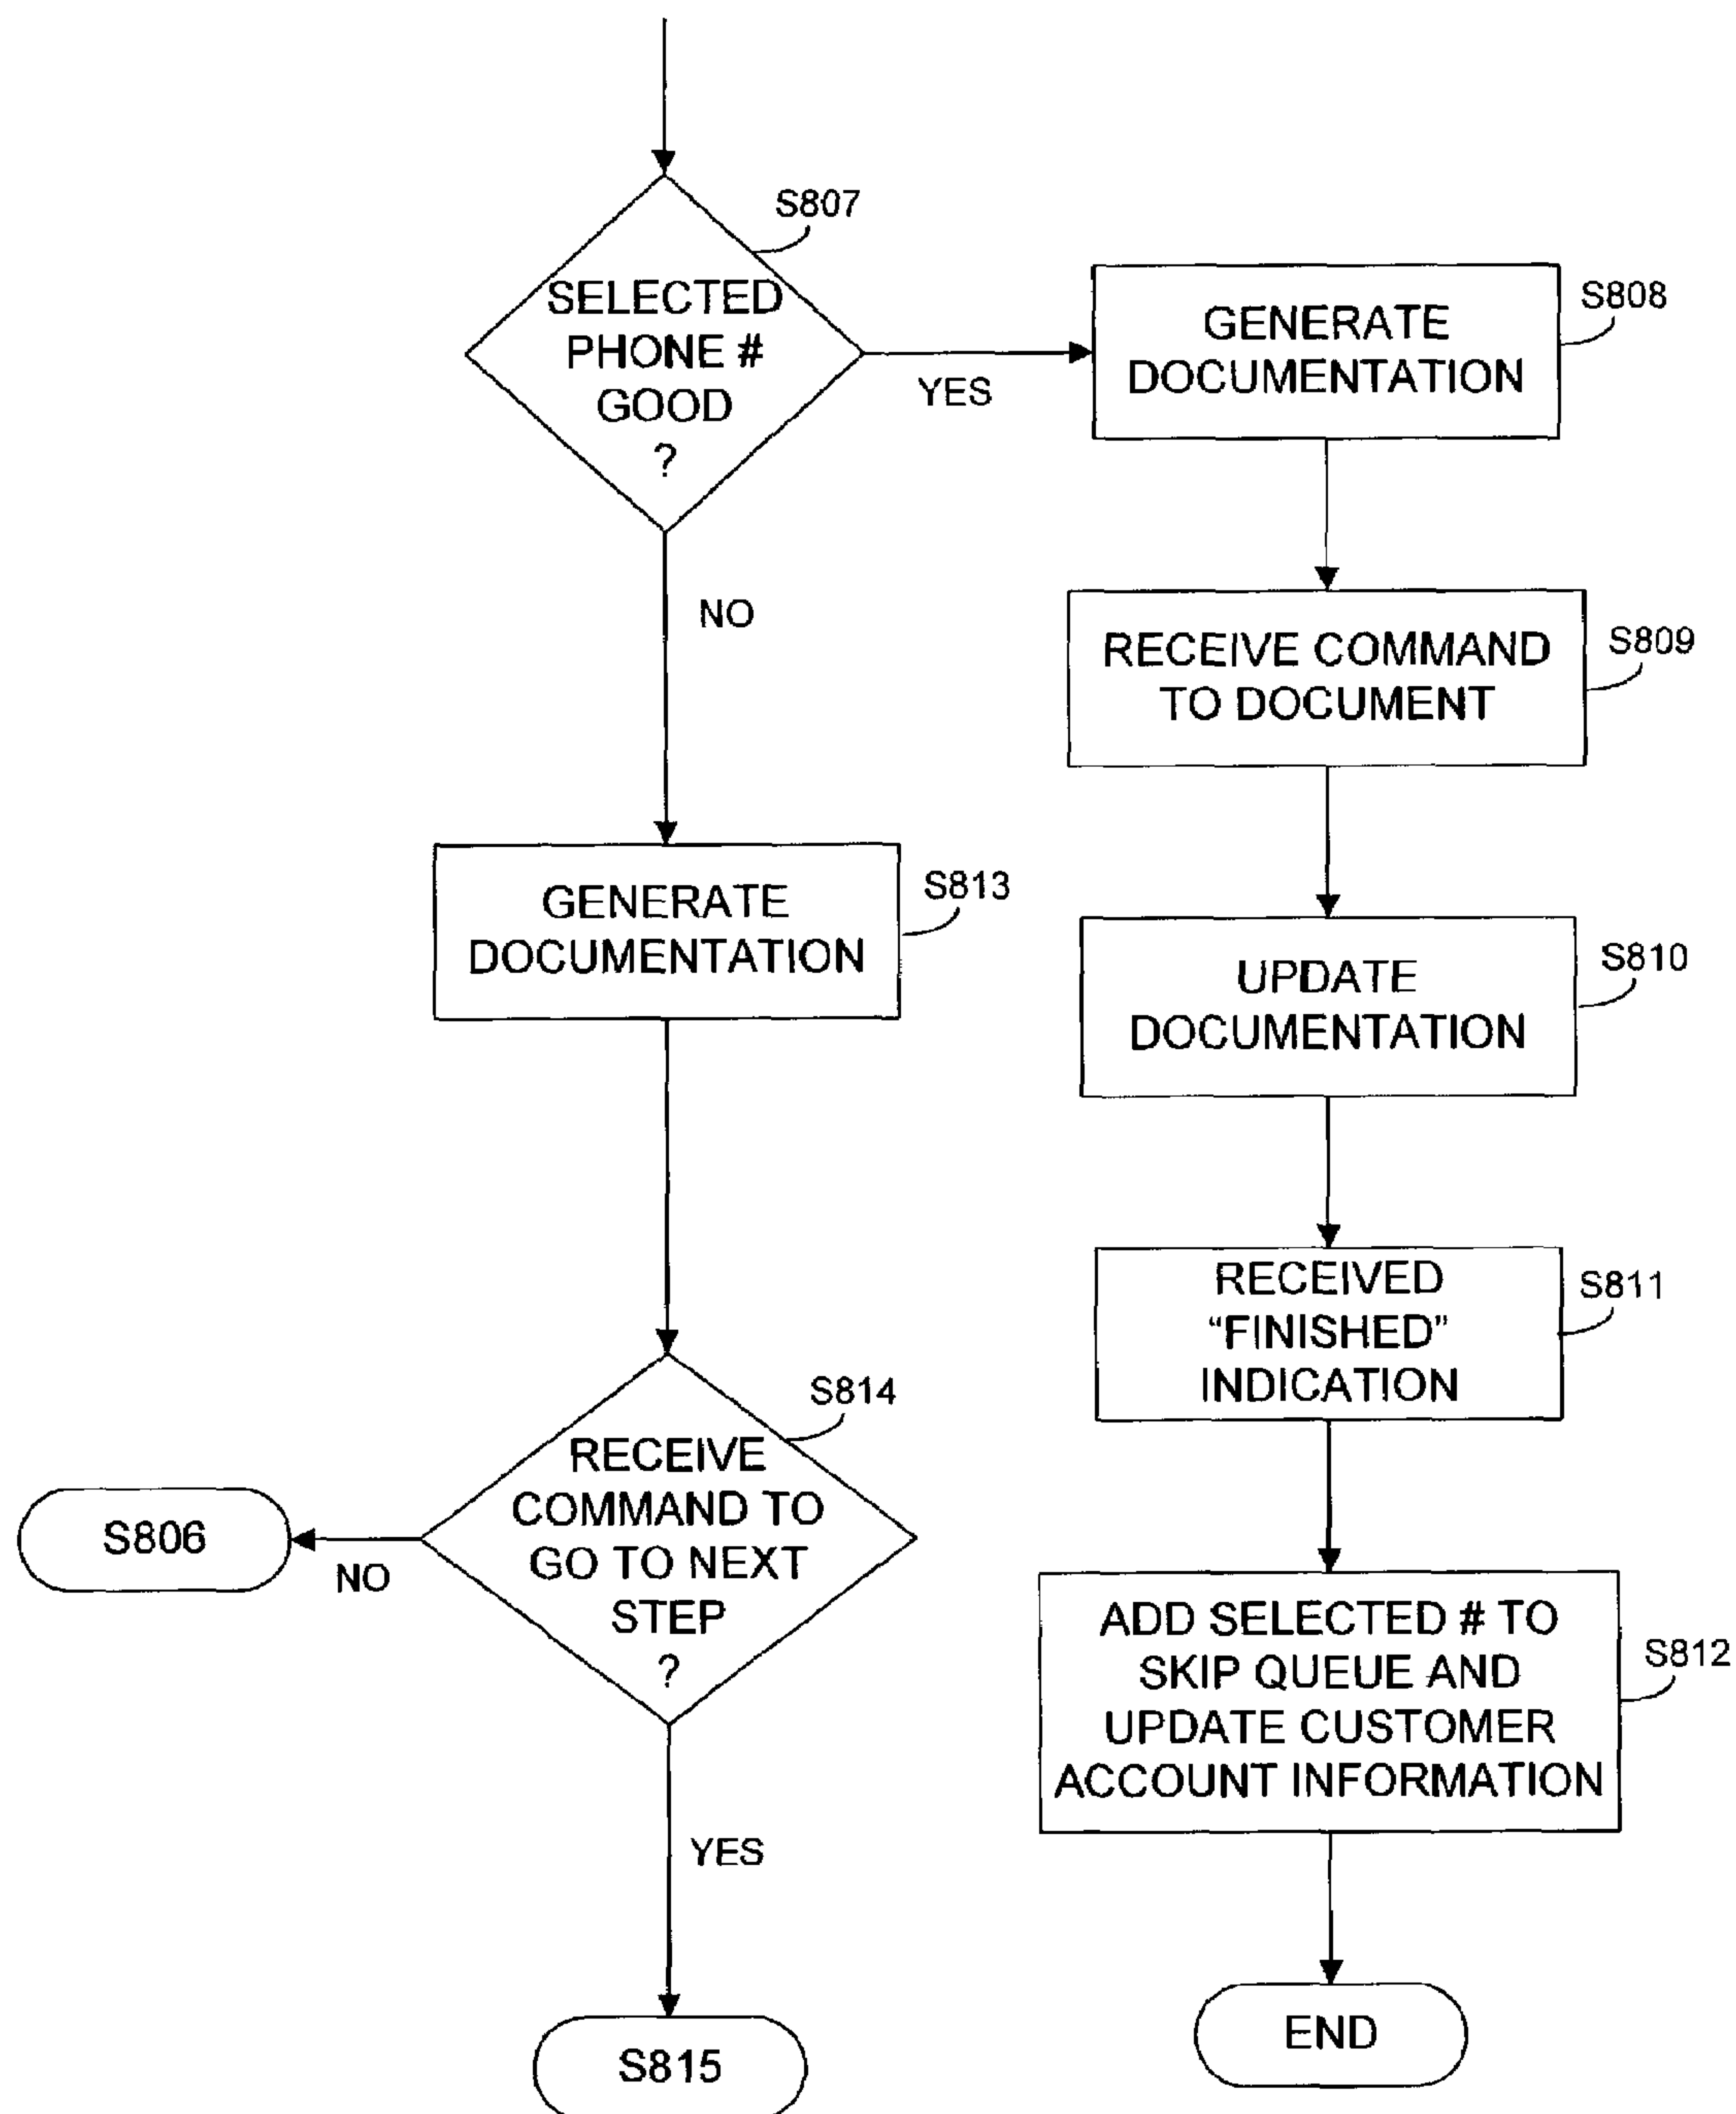 S807
SELECTED
PHONE #
GOOD
?
YES
NO
S808
GENERATE
DOCUMENTATION
S809
RECEIVE COMMAND
TO DOCUMENT
S810
UPDATE
DOCUMENTATION
S811
RECEIVED
“FINISHED”
INDICATION
S812
ADD SELECTED # TO
SKIP QUEUE AND
UPDATE CUSTOMER
ACCOUNT INFORMATION
END
S813
GENERATE
DOCUMENTATION
S814
RECEIVE
COMMAND TO
GO TO NEXT
STEP
?
NO
S806
YES
S815